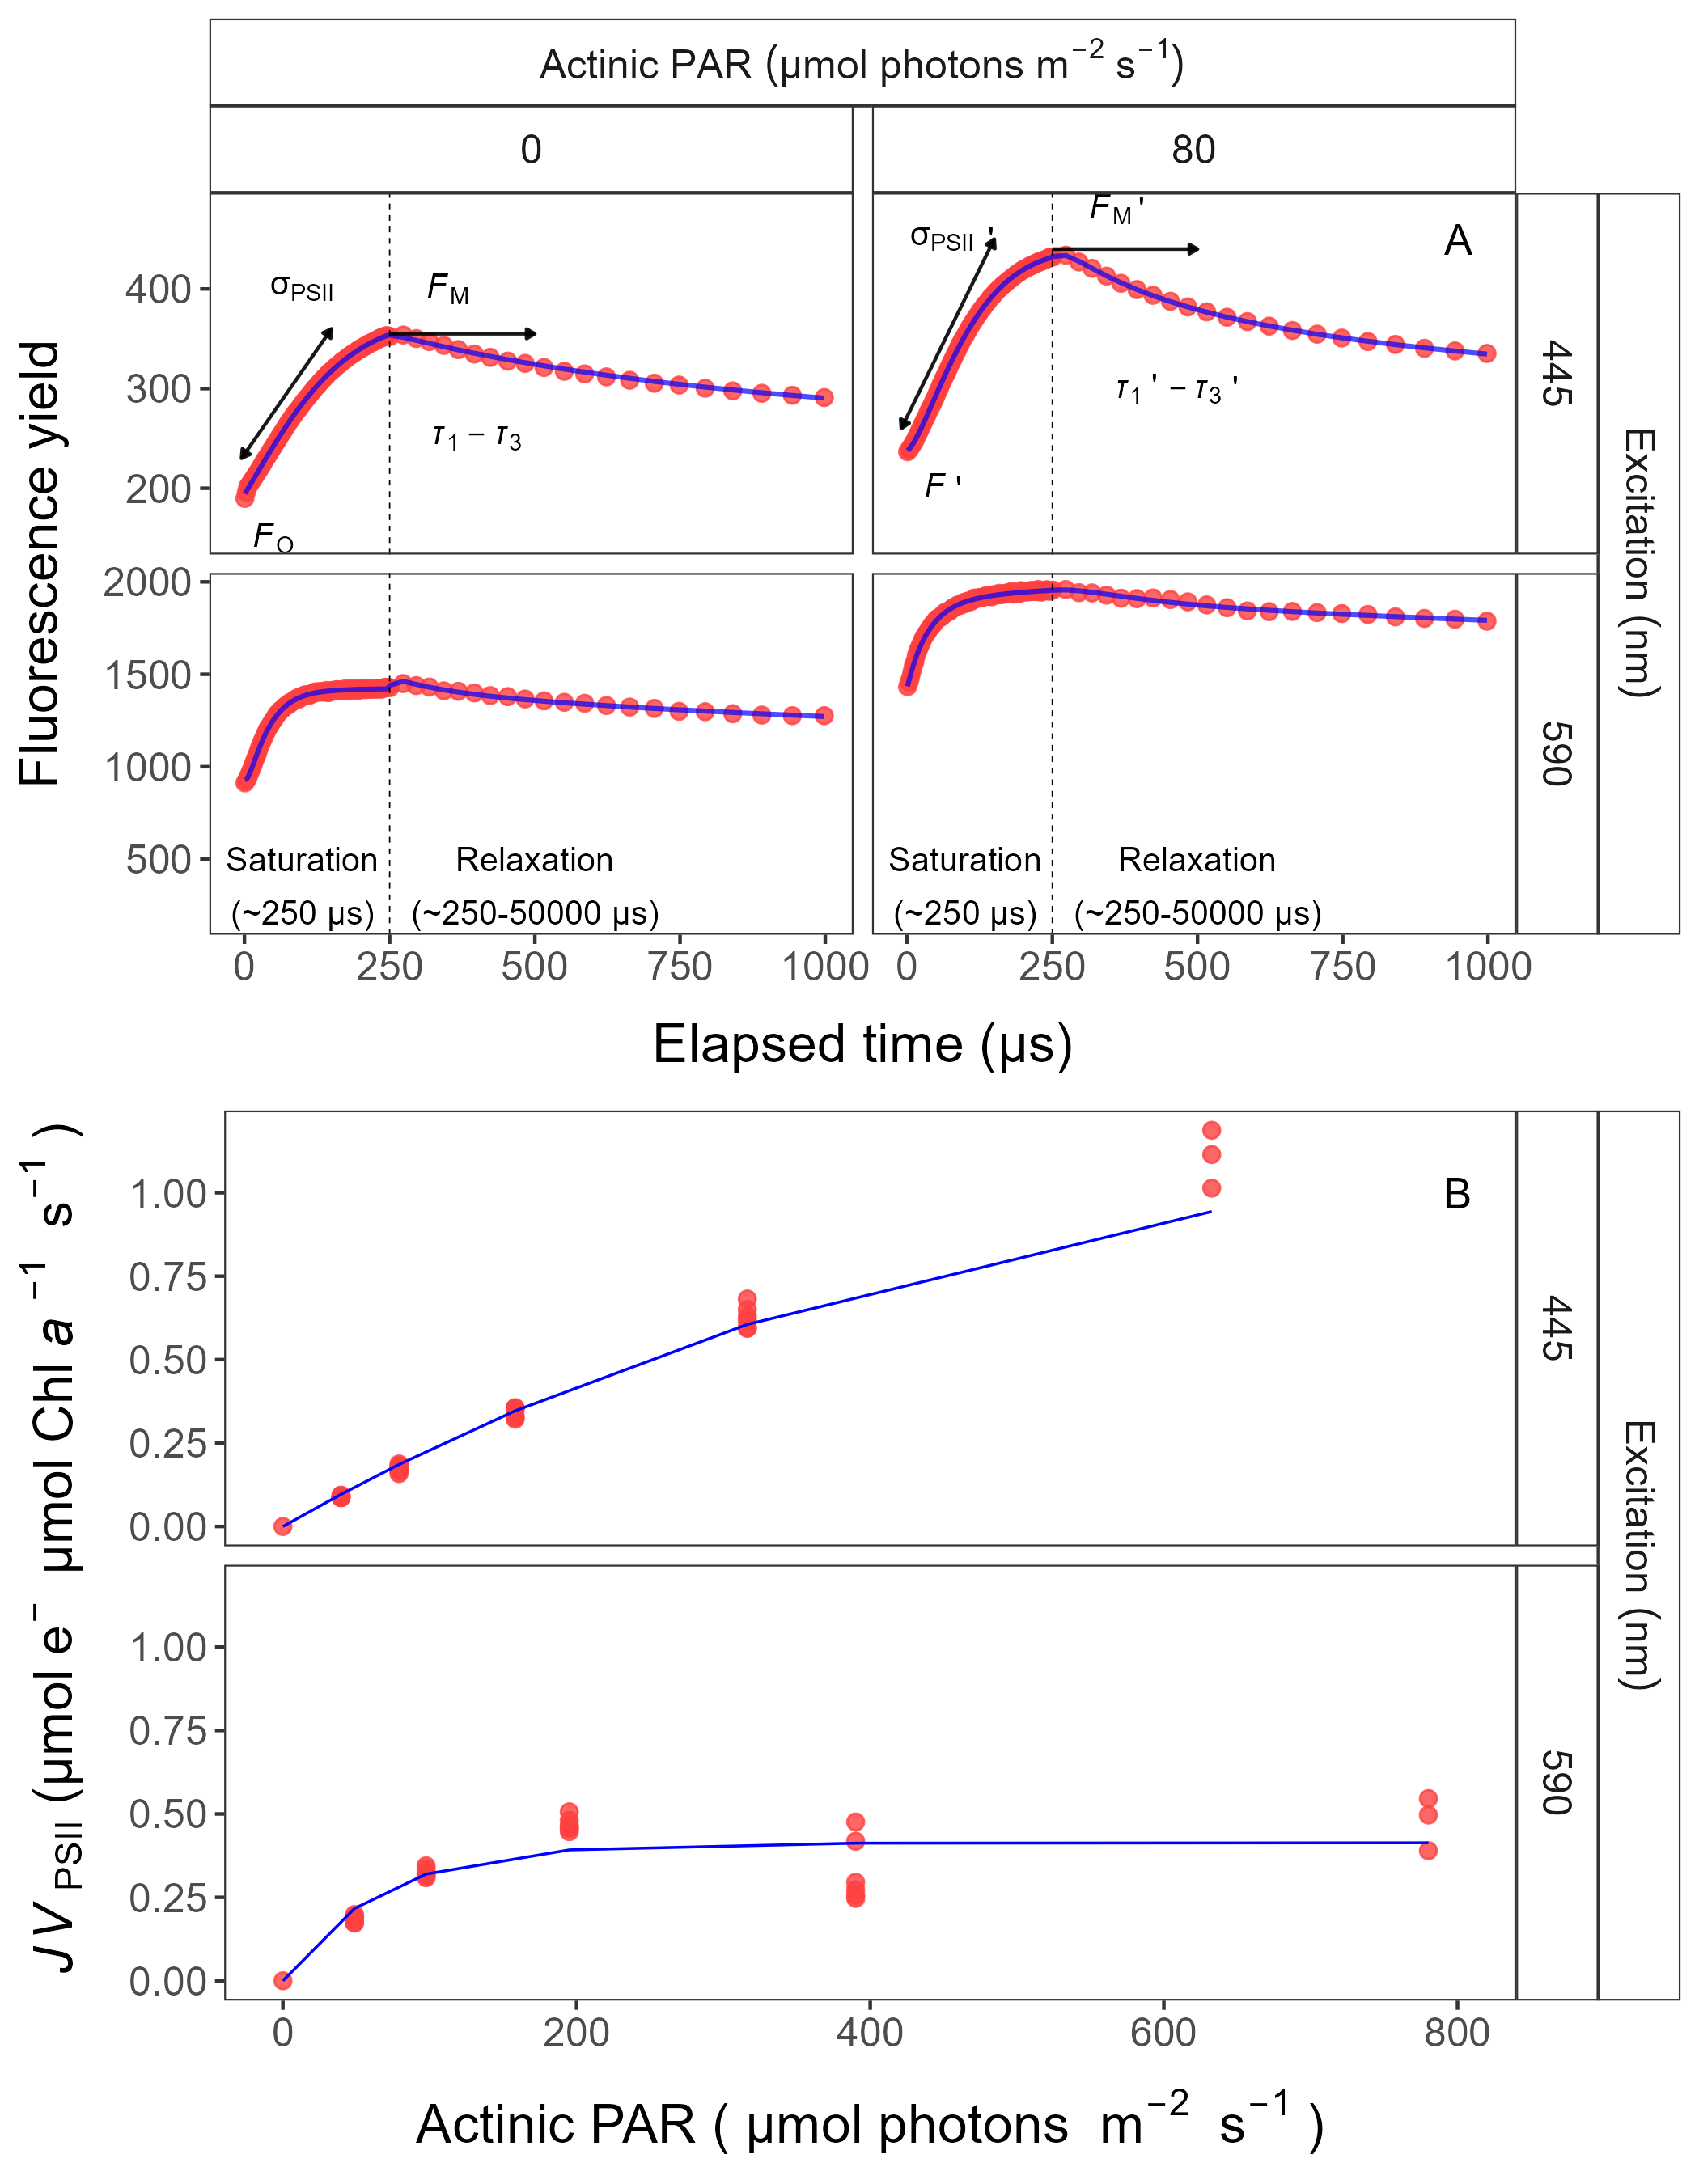 Actinic PAR (µmol photons m⁻² s⁻¹)
0 80
A
σPSII
FM
τ1 − τ3
FO
σPSII '
FM '
τ1 ' − τ3 '
F '
400
300
200
445
2000
1500
1000
500
590
Saturation
(~250 µs)
Relaxation
(~250-50000 µs)
Saturation
(~250 µs)
Relaxation
(~250-50000 µs)
Fluorescence yield
Excitation (nm)
0 250 500 750 1000 0 250 500 750 1000
Elapsed time (µs)
B
1.00
0.75
0.50
0.25
0.00
445
1.00
0.75
0.50
0.25
0.00
590
JVPSII (µmol e⁻ µmol Chl a⁻¹ s⁻¹)
Excitation (nm)
0 200 400 600 800
Actinic PAR ( µmol photons m⁻² s⁻¹ )